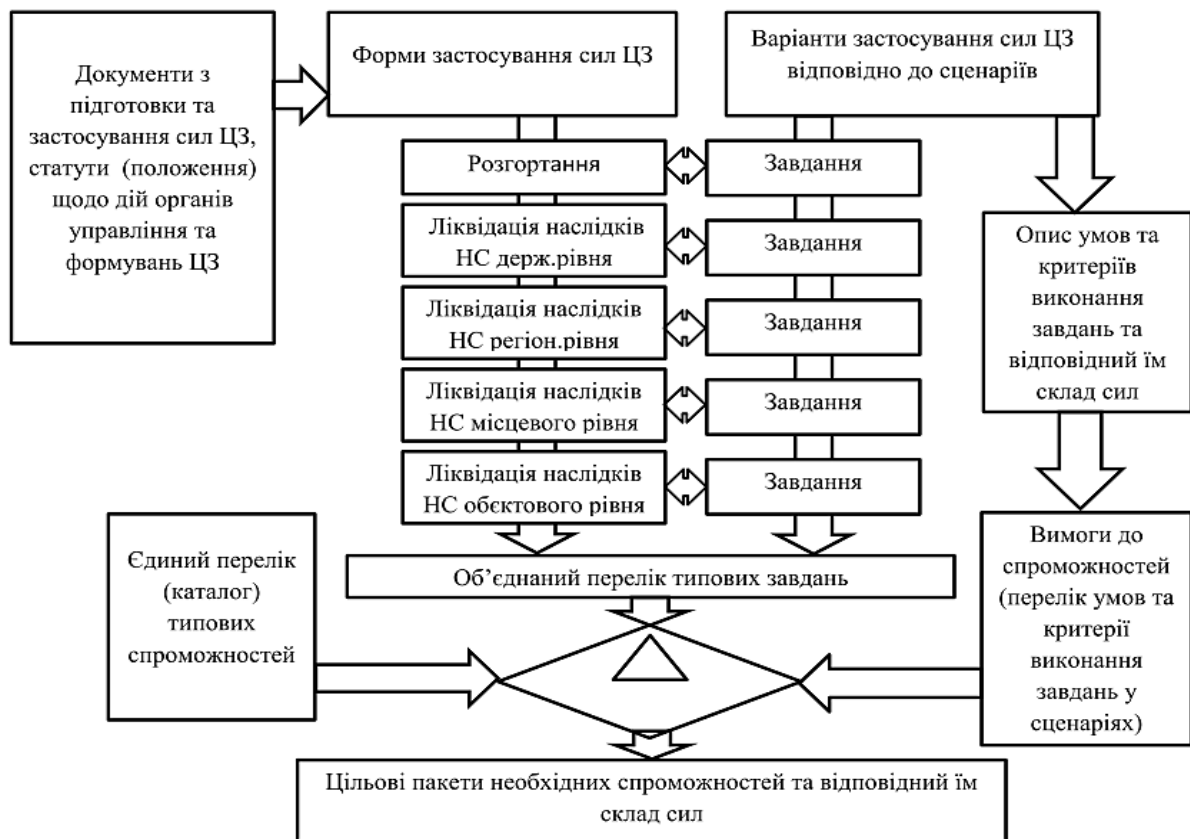 Документи з
підготовки та
застосування сил ЦЗ,
статути (положення)
щодо дій органів
управління та
формувань ЦЗ
Форми застосування сил ЦЗ
Варіанти застосування сил ЦЗ
відповідно до сценаріїв
Розгортання
Завдання
Ліквідація наслідків
НС держ.рівня
Завдання
Ліквідація наслідків
НС регіон.рівня
Завдання
Ліквідація наслідків
НС місцевого рівня
Завдання
Ліквідація наслідків
НС обєктового рівня
Завдання
Опис умов та
критеріїв
виконання
завдань та
відповідний їм
склад сил
Єдиний перелік
(каталог)
типових
спроможностей
Об’єднаний перелік типових завдань
Вимоги до
спроможностей
(перелік умов та
критерії
виконання
завдань у
сценаріях)
Цільові пакети необхідних спроможностей та відповідний їм
склад сил